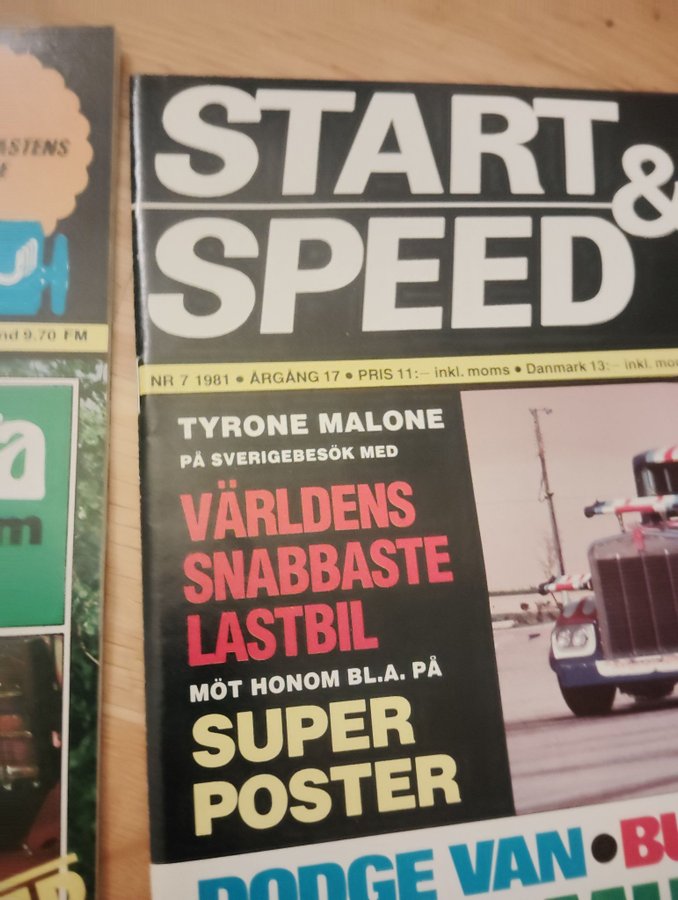 ASTENS
nd 9.70 FM
a
m
START
&
SPEED
NR 7 1981 • ÅRGÅNG 17 • PRIS 11:– inkl. moms • Danmark 13:– inkl.
TYRONE MALONE
PÅ SVERIGEBESÖK MED
VÄRLDENS
SNABBASTE
LASTBIL
MÖT HONOM BL.A. PÅ
SUPER
POSTER
DODGE VAN • BU